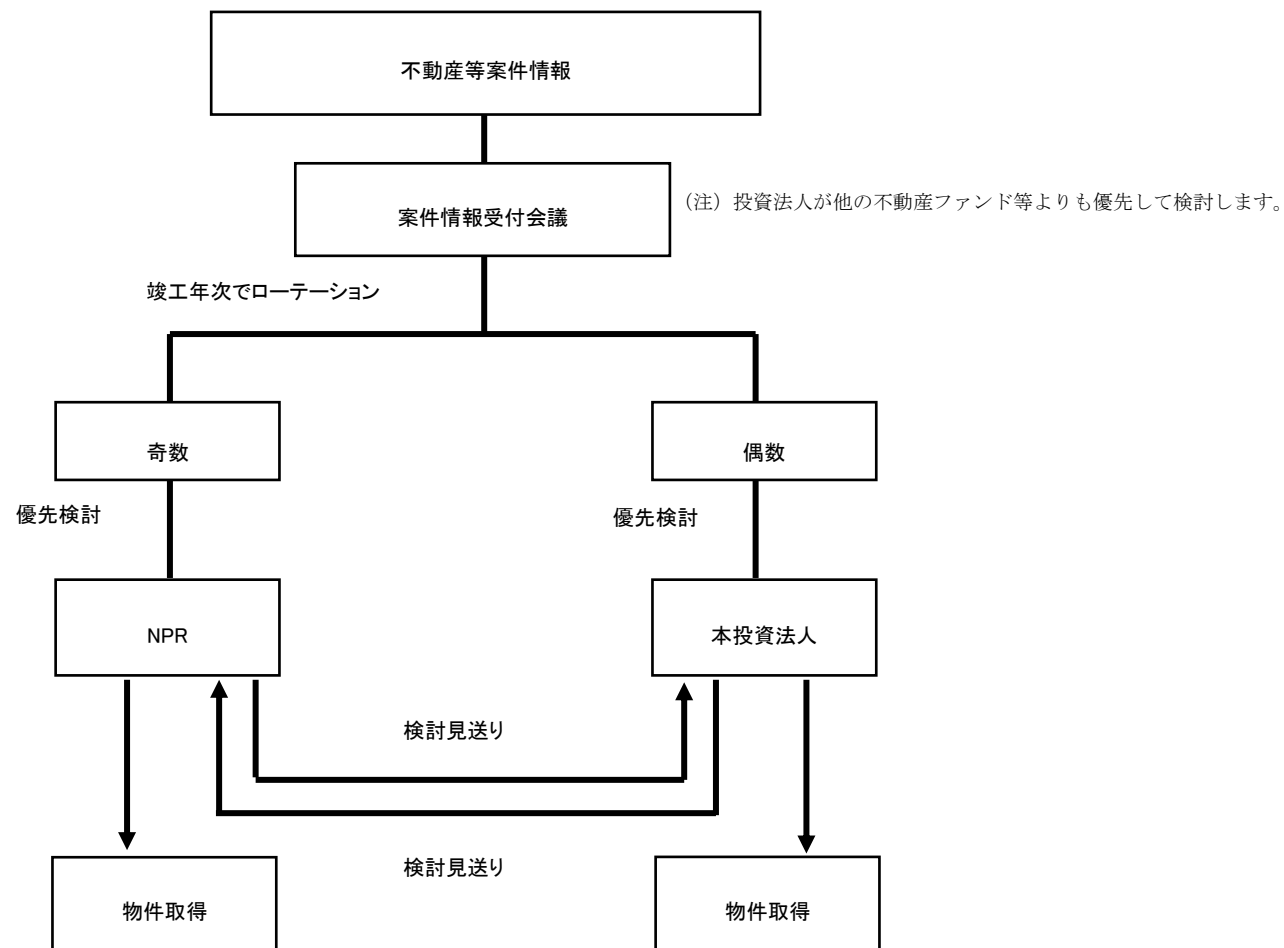 不動産等案件情報
案件情報受付会議
(注) 投資法人が他の不動産ファンド等よりも優先して検討します。
竣工年次でローテーション
奇数
偶数
優先検討
優先検討
NPR
本投資法人
検討見送り
検討見送り
物件取得
物件取得